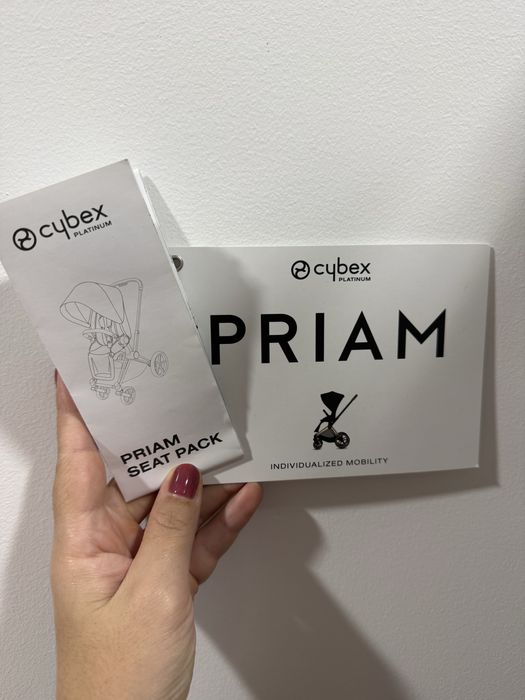 cybex
PLATINUM
PRIAM
SEAT PACK
cybex
PLATINUM
PRIAM
INDIVIDUALIZED MOBILITY